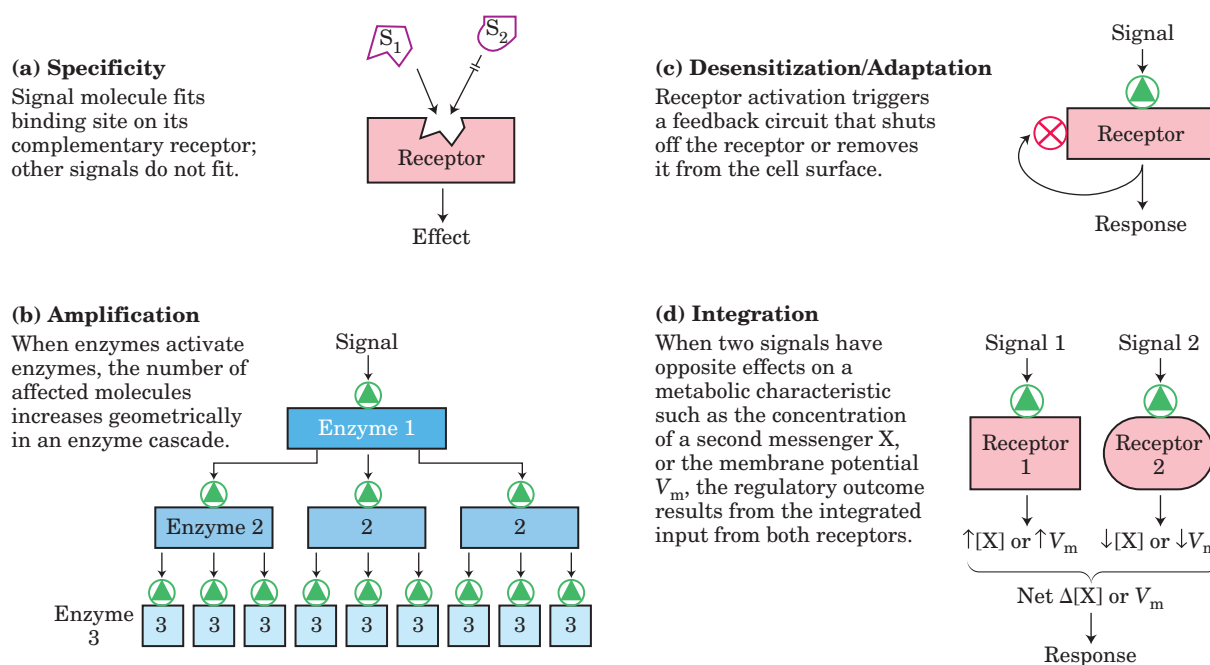 (a) Specificity
Signal molecule fits
binding site on its
complementary receptor;
other signals do not fit.
S1
S2
Receptor
Effect
(c) Desensitization/Adaptation
Receptor activation triggers
a feedback circuit that shuts
off the receptor or removes
it from the cell surface.
Signal
Receptor
Response
(b) Amplification
When enzymes activate
enzymes, the number of
affected molecules
increases geometrically
in an enzyme cascade.
Signal
Enzyme 1
Enzyme 2
2
2
Enzyme
3
3 3 3 3 3 3 3 3 3
(d) Integration
When two signals have
opposite effects on a
metabolic characteristic
such as the concentration
of a second messenger X,
or the membrane potential
Vm, the regulatory outcome
results from the integrated
input from both receptors.
Signal 1
Signal 2
Receptor
1
Receptor
2
↑[X] or ↑Vm
↓[X] or ↓Vm
Net Δ[X] or Vm
Response